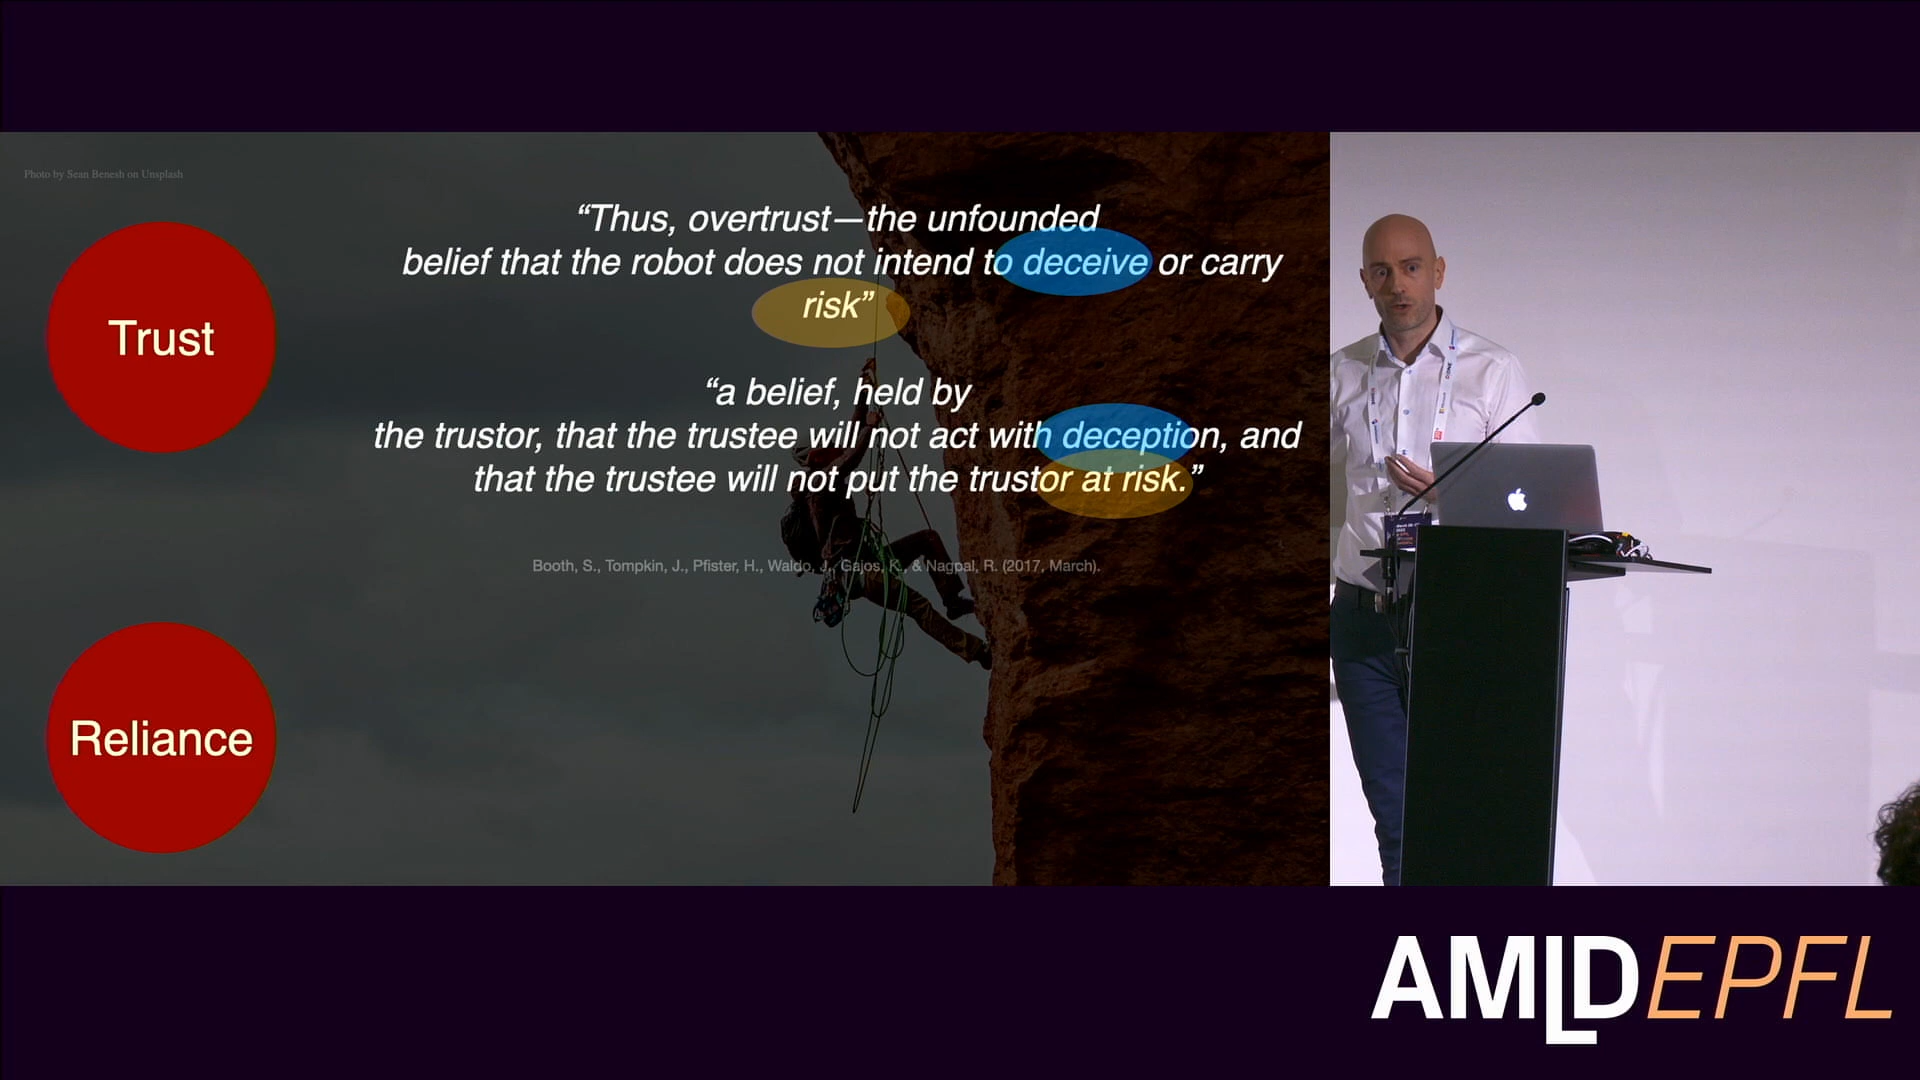 Photo by Sean Benesh on Unsplash
“Thus, overtrust—the unfounded
belief that the robot does not intend to deceive or carry
risk”
Trust
“a belief, held by
the trustor, that the trustee will not act with deception, and
that the trustee will not put the trustor at risk.”
Booth, S., Tompkin, J., Pfister, H., Waldo, J., Gajos, K., & Nagpal, R. (2017, March).
Reliance
AMLD EPFL